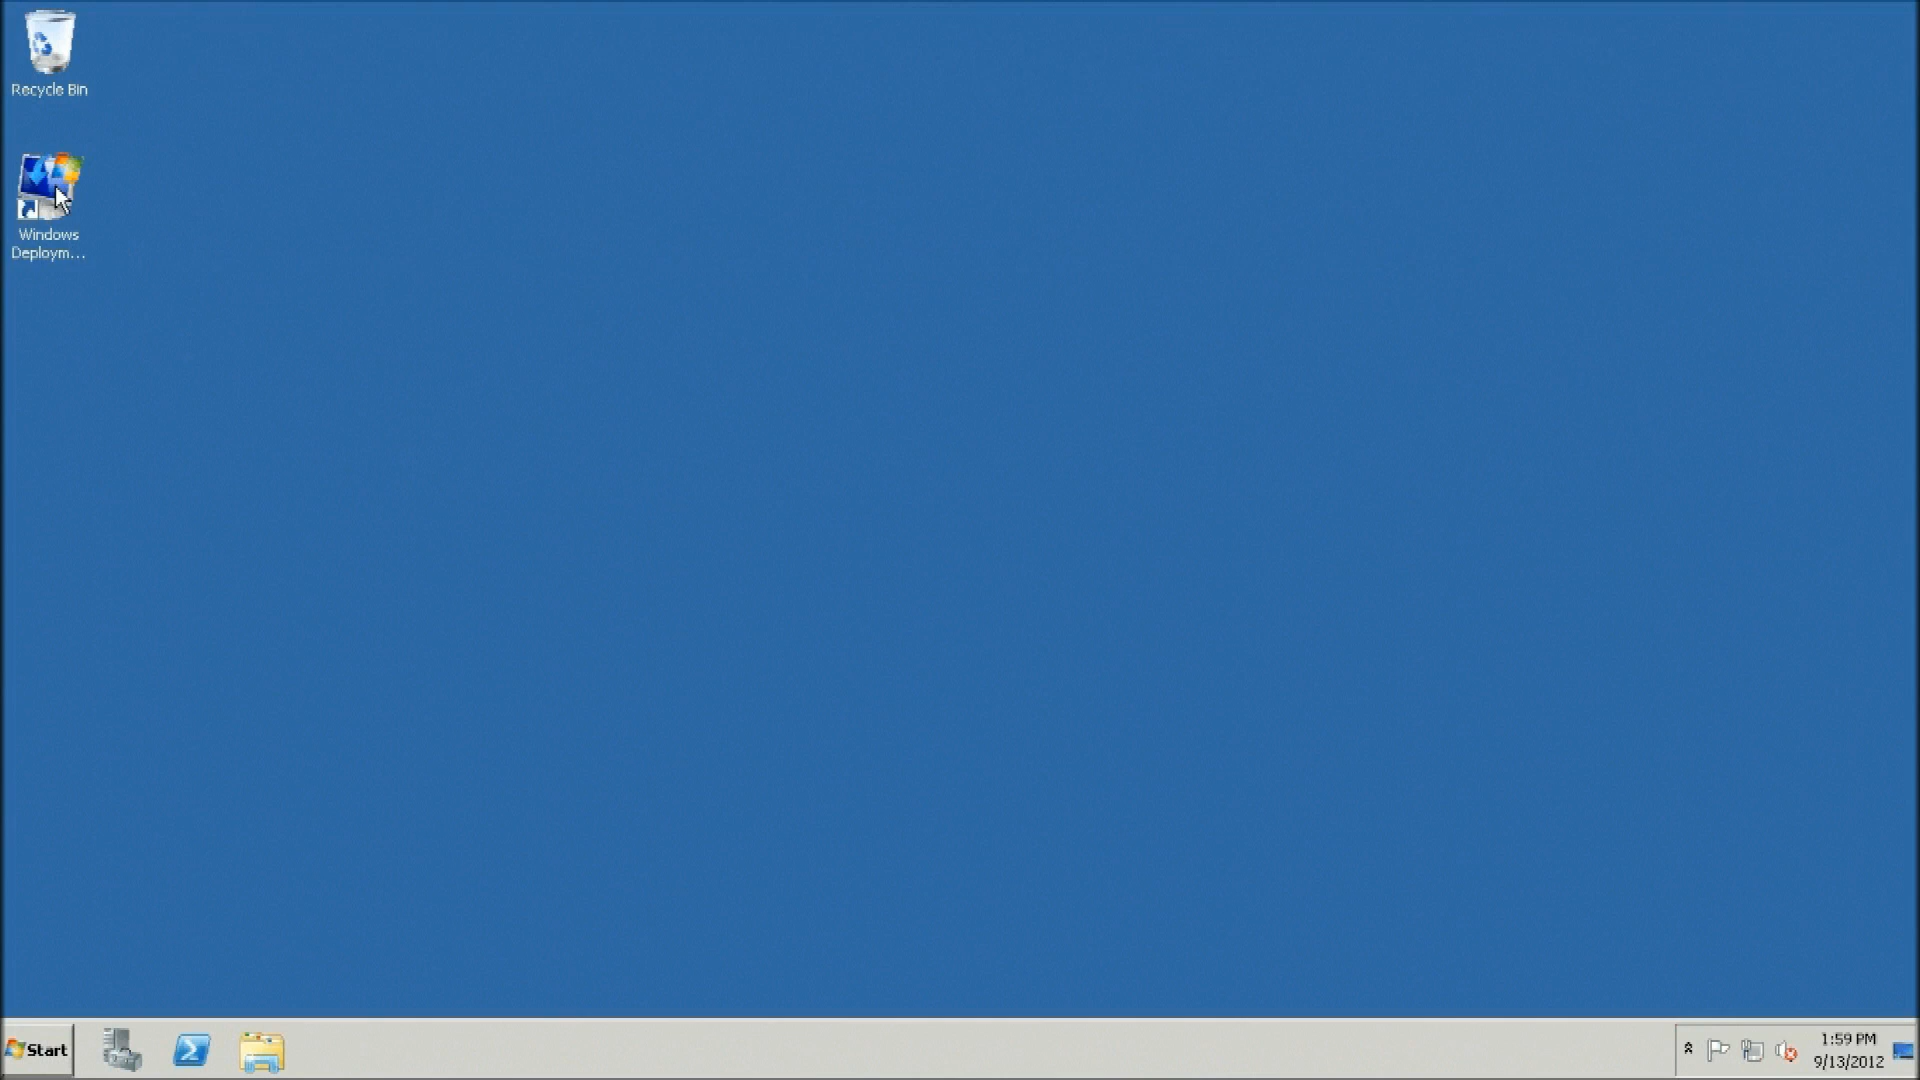 Recycle Bin
Windows
Deploym...
Start
1:59 PM
9/13/2012